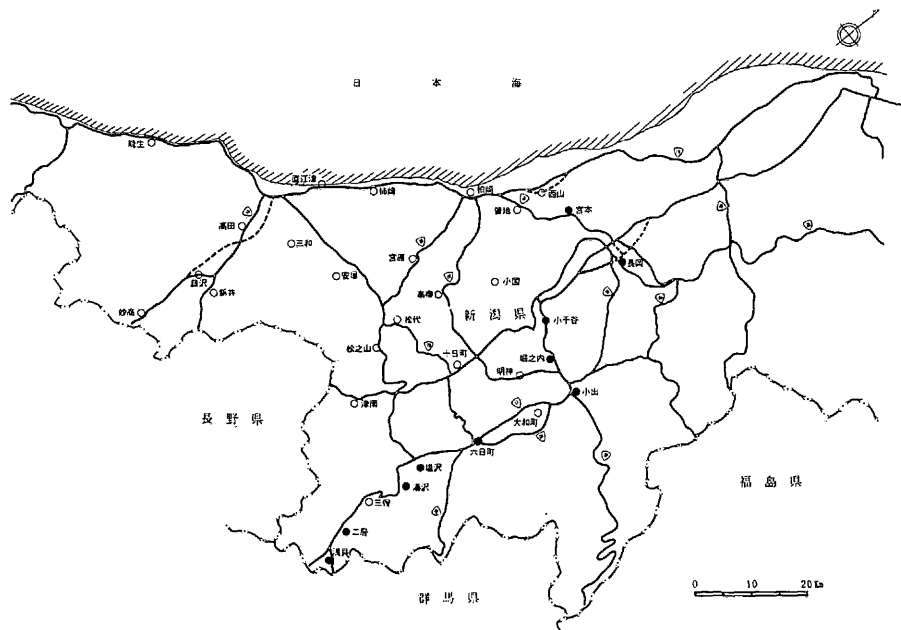 日本海
能生
直江津
柿崎
柏崎
西山
曽地
宮本
高田
三和
宮浦
長岡
安塚
小国
高柳
新潟県
新井
妙高
松代
小千谷
松之山
十日町
堀之内
明神
小出
津南
大和町
長野県
六日町
塩沢
湯沢
福島県
三俣
二居
浅貝
0 10 20 Km
群馬県